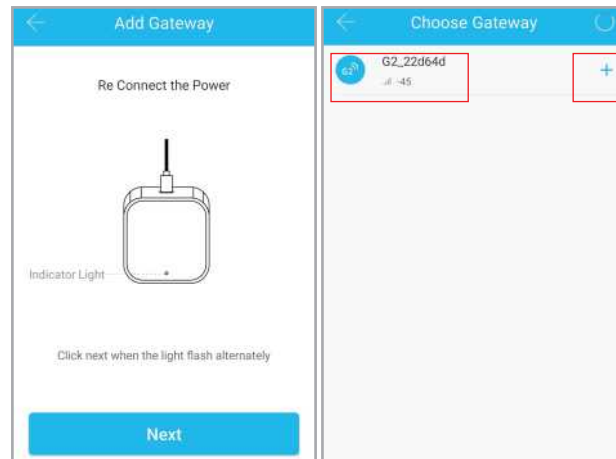 Add Gateway
Re Connect the Power
Indicator Light
Click next when the light flash alternately
Next
Choose Gateway
G2
G2_22d64d
-45
+